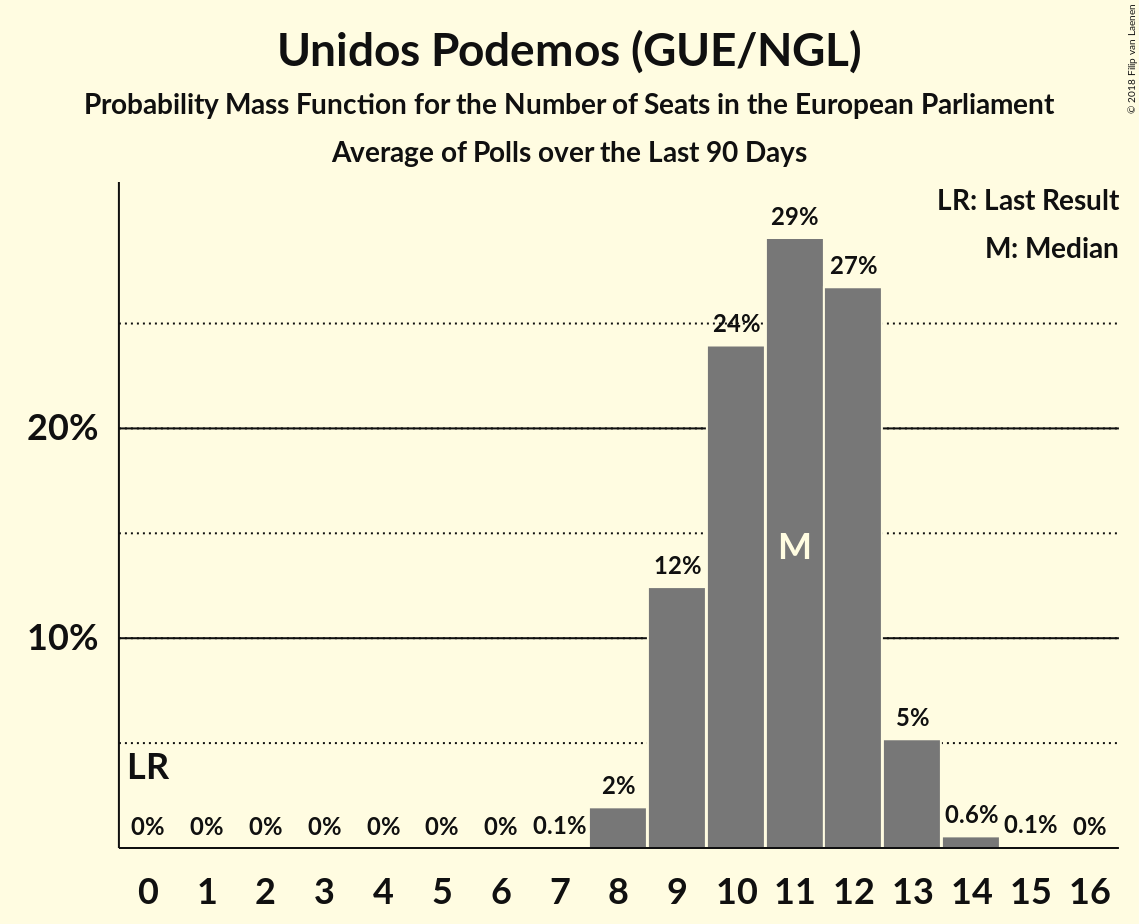 Unidos Podemos (GUE/NGL)
Probability Mass Function for the Number of Seats in the European Parliament
Average of Polls over the Last 90 Days
© 2018 Filip van Laenen
LR: Last Result
M: Median
29%
27%
24%
20%
M
12%
10%
5%
LR
2%
0% 0% 0% 0% 0% 0% 0% 0.1% 0.6% 0.1% 0%
0 1 2 3 4 5 6 7 8 9 10 11 12 13 14 15 16